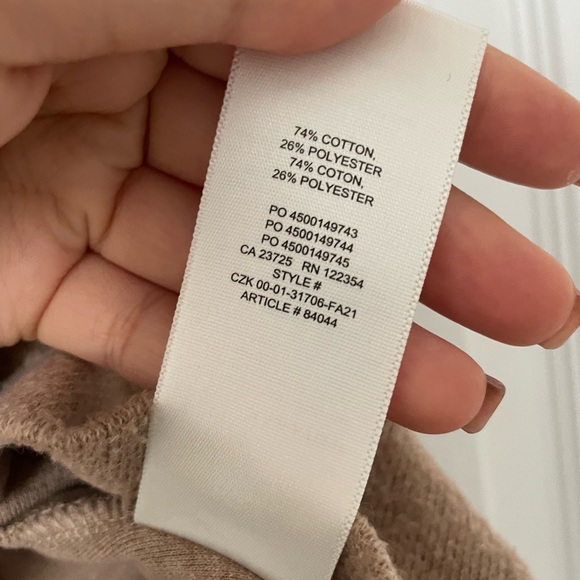 74% COTTON,
26% POLYESTER
74% COTON,
26% POLYESTER
PO 4500149743
PO 4500149744
PO 4500149745
CA 23725 RN 122354
STYLE #
CZK 00-01-31706-FA21
ARTICLE # 84044